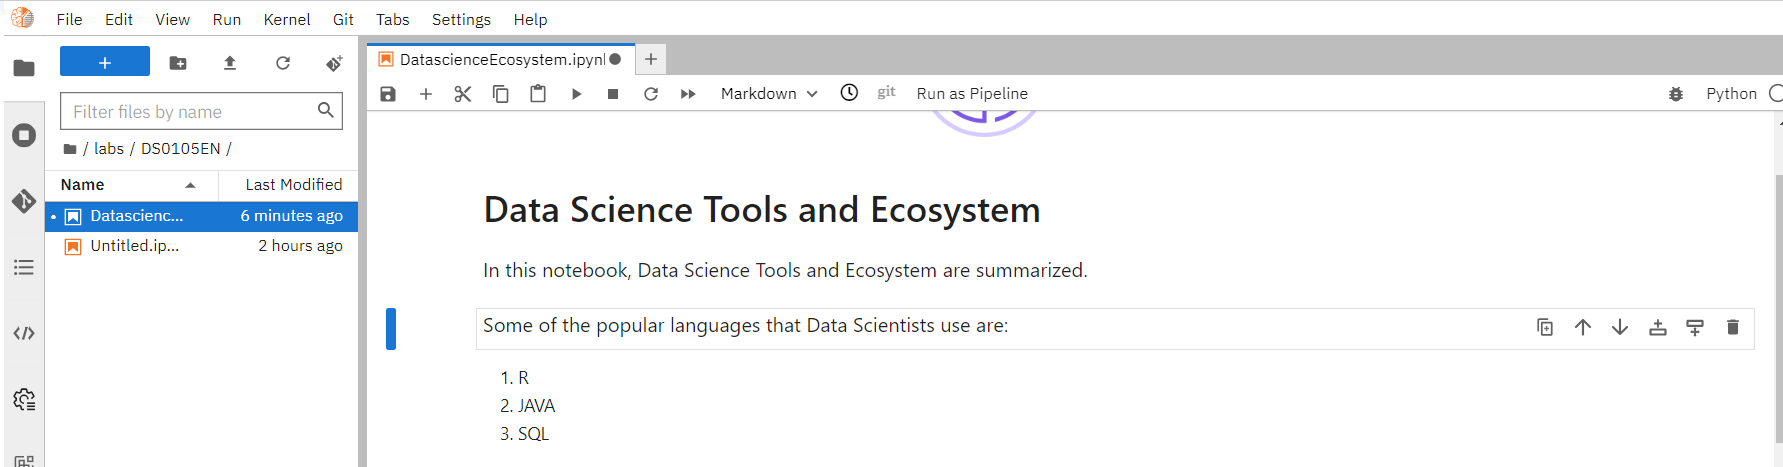 File Edit View Run Kernel Git Tabs Settings Help
+
Filter files by name
/ labs / DS0105EN /
Name Last Modified
Datascienc... 6 minutes ago
Untitled.ip... 2 hours ago
DatascienceEcosystem.ipynl
Markdown git Run as Pipeline Python
Data Science Tools and Ecosystem
In this notebook, Data Science Tools and Ecosystem are summarized.
Some of the popular languages that Data Scientists use are:
1. R
2. JAVA
3. SQL